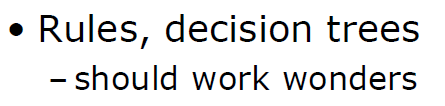 • Rules, decision trees
– should work wonders